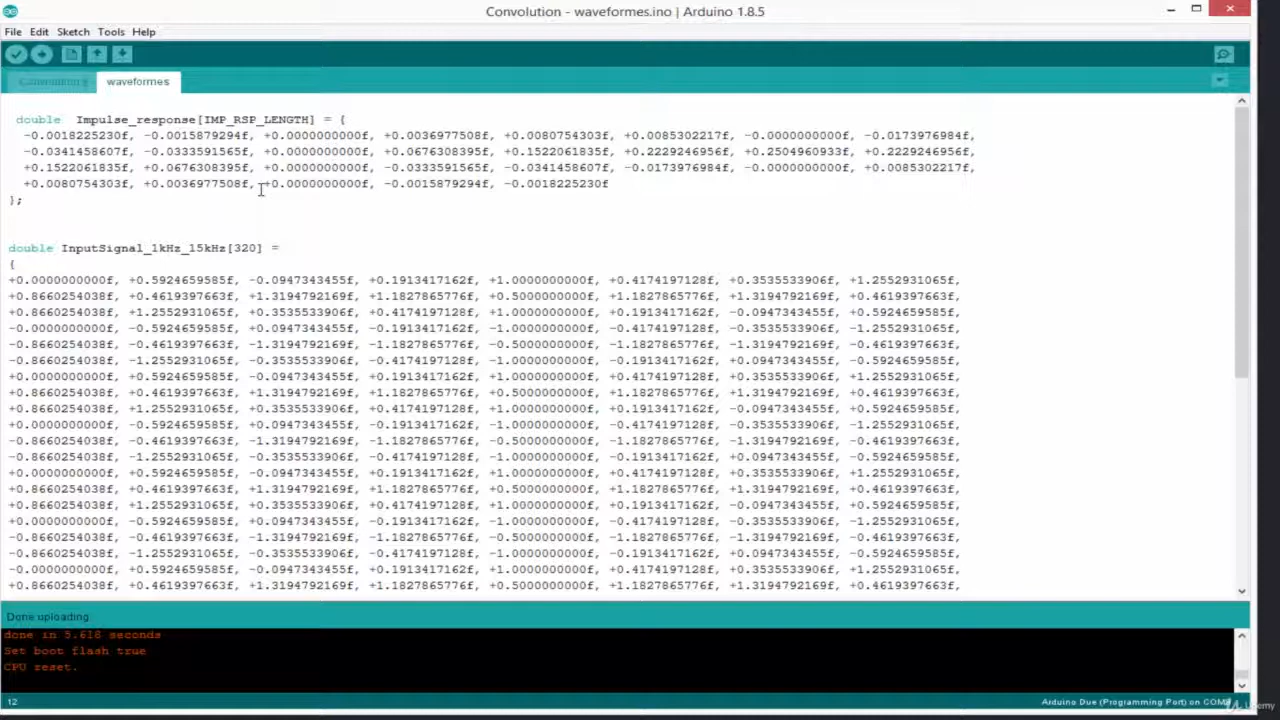 Convolution - waveformes.ino | Arduino 1.8.5
File Edit Sketch Tools Help
Convolution waveformes
double Impulse_response[IMP_RSP_LENGTH] = {
-0.0018225230f, -0.0015879294f, +0.0000000000f, +0.0036977508f, +0.0080754303f, +0.0085302217f, -0.0000000000f, -0.0173976984f,
-0.0341458607f, -0.0333591565f, +0.0000000000f, +0.0676308395f, +0.1522061835f, +0.2229246956f, +0.2504960933f, +0.2229246956f,
+0.1522061835f, +0.0676308395f, +0.0000000000f, -0.0333591565f, -0.0341458607f, -0.0173976984f, -0.0000000000f, +0.0085302217f,
+0.0080754303f, +0.0036977508f, +0.0000000000f, -0.0015879294f, -0.0018225230f
};
double InputSignal_1kHz_15kHz[320] =
{
+0.0000000000f, +0.5924659585f, -0.0947343455f, +0.1913417162f, +1.0000000000f, +0.4174197128f, +0.3535533906f, +1.2552931065f,
+0.8660254038f, +0.4619397663f, +1.3194792169f, +1.1827865776f, +0.5000000000f, +1.1827865776f, +1.3194792169f, +0.4619397663f,
+0.8660254038f, +1.2552931065f, +0.3535533906f, +0.4174197128f, +1.0000000000f, +0.1913417162f, -0.0947343455f, +0.5924659585f,
-0.0000000000f, -0.5924659585f, +0.0947343455f, -0.1913417162f, -1.0000000000f, -0.4174197128f, -0.3535533906f, -1.2552931065f,
-0.8660254038f, -0.4619397663f, -1.3194792169f, -1.1827865776f, -0.5000000000f, -1.1827865776f, -1.3194792169f, -0.4619397663f,
-0.8660254038f, -1.2552931065f, -0.3535533906f, -0.4174197128f, -1.0000000000f, -0.1913417162f, +0.0947343455f, -0.5924659585f,
+0.0000000000f, +0.5924659585f, -0.0947343455f, +0.1913417162f, +1.0000000000f, +0.4174197128f, +0.3535533906f, +1.2552931065f,
+0.8660254038f, +0.4619397663f, +1.3194792169f, +1.1827865776f, +0.5000000000f, +1.1827865776f, +1.3194792169f, +0.4619397663f,
+0.8660254038f, +1.2552931065f, +0.3535533906f, +0.4174197128f, +1.0000000000f, +0.1913417162f, -0.0947343455f, +0.5924659585f,
+0.0000000000f, -0.5924659585f, +0.0947343455f, -0.1913417162f, -1.0000000000f, -0.4174197128f, -0.3535533906f, -1.2552931065f,
-0.8660254038f, -0.4619397663f, -1.3194792169f, -1.1827865776f, -0.5000000000f, -1.1827865776f, -1.3194792169f, -0.4619397663f,
-0.8660254038f, -1.2552931065f, -0.3535533906f, -0.4174197128f, -1.0000000000f, -0.1913417162f, +0.0947343455f, -0.5924659585f,
+0.0000000000f, +0.5924659585f, -0.0947343455f, +0.1913417162f, +1.0000000000f, +0.4174197128f, +0.3535533906f, +1.2552931065f,
+0.8660254038f, +0.4619397663f, +1.3194792169f, +1.1827865776f, +0.5000000000f, +1.1827865776f, +1.3194792169f, +0.4619397663f,
+0.8660254038f, +1.2552931065f, +0.3535533906f, +0.4174197128f, +1.0000000000f, +0.1913417162f, -0.0947343455f, +0.5924659585f,
+0.0000000000f, -0.5924659585f, +0.0947343455f, -0.1913417162f, -1.0000000000f, -0.4174197128f, -0.3535533906f, -1.2552931065f,
-0.8660254038f, -0.4619397663f, -1.3194792169f, -1.1827865776f, -0.5000000000f, -1.1827865776f, -1.3194792169f, -0.4619397663f,
-0.8660254038f, -1.2552931065f, -0.3535533906f, -0.4174197128f, -1.0000000000f, -0.1913417162f, +0.0947343455f, -0.5924659585f,
-0.0000000000f, +0.5924659585f, -0.0947343455f, +0.1913417162f, +1.0000000000f, +0.4174197128f, +0.3535533906f, +1.2552931065f,
+0.8660254038f, +0.4619397663f, +1.3194792169f, +1.1827865776f, +0.5000000000f, +1.1827865776f, +1.3194792169f, +0.4619397663f,
Done uploading.
done in 5.618 seconds
Set boot flash true
CPU reset.
12 Arduino Due (Programming Port) on
Udemy